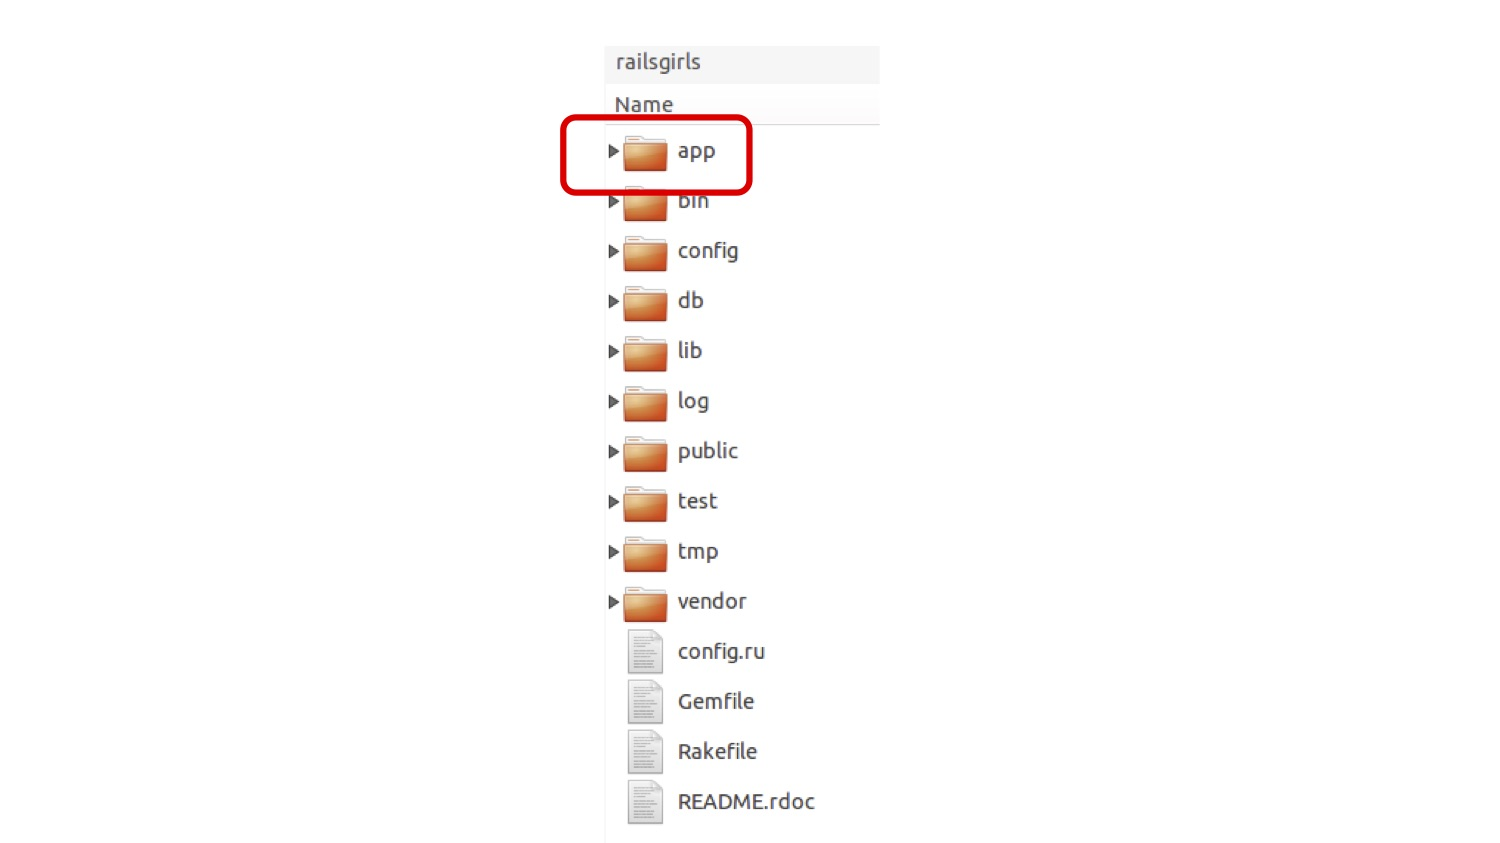 railsgirls
Name
app
bin
config
db
lib
log
public
test
tmp
vendor
config.ru
Gemfile
Rakefile
README.rdoc